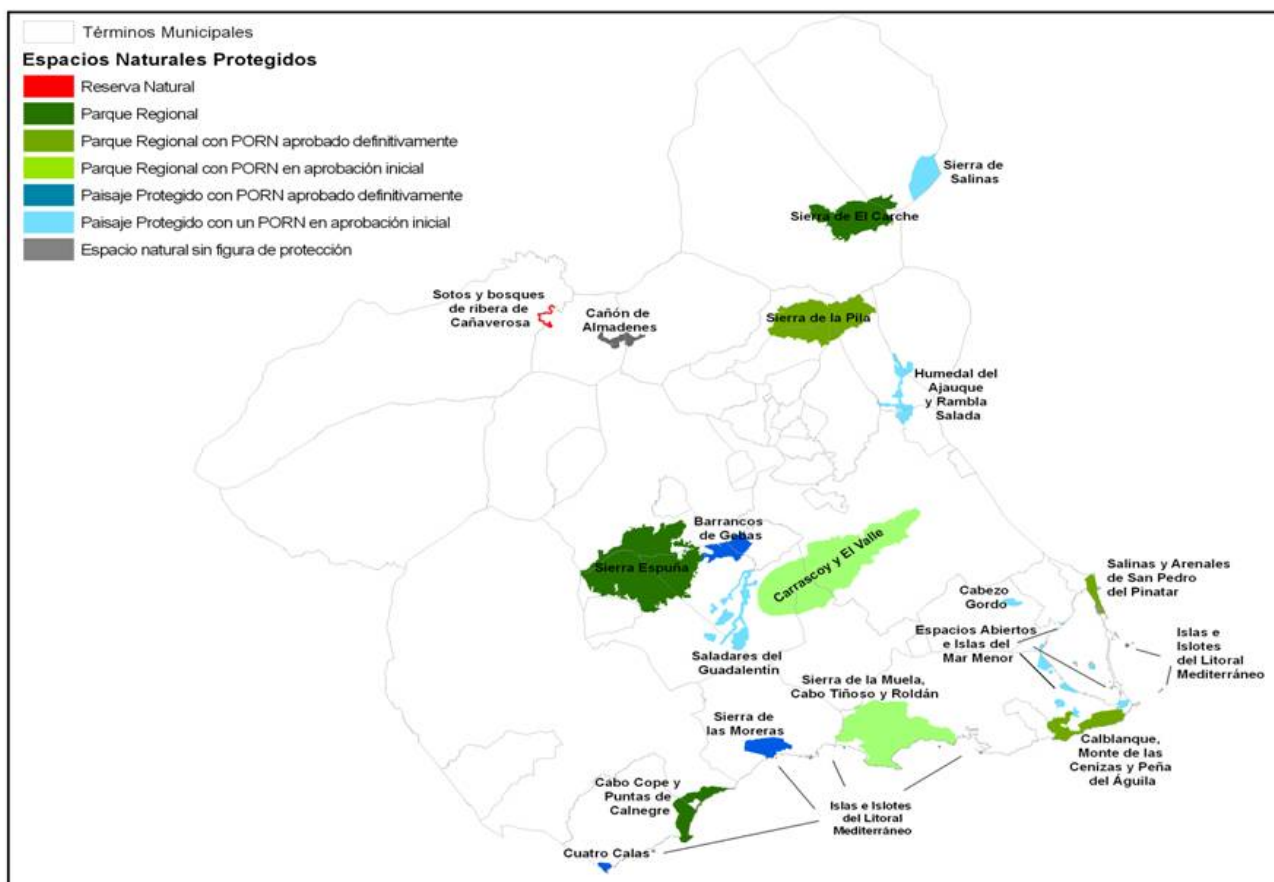 Términos Municipales
Espacios Naturales Protegidos
Reserva Natural
Parque Regional
Parque Regional con PORN aprobado definitivamente
Parque Regional con PORN en aprobación inicial
Paisaje Protegido con PORN aprobado definitivamente
Paisaje Protegido con un PORN en aprobación inicial
Espacio natural sin figura de protección
Sierra de
Salinas
Sierra de El Carche
Sotos y bosques
de ribera de
Cañaverosa
Cañón de
Almadenes
Sierra de la Pila
Humedal del
Ajauque
y Rambla
Salada
Barrancos
de Gebas
Sierra Espuña
Carrascoy y El Valle
Saladares del
Guadalentín
Cabezo
Gordo
Salinas y Arenales
de San Pedro
del Pinatar
Espacios Abiertos
e Islas del
Mar Menor
Islas e
Islotes
del Litoral
Mediterráneo
Sierra de la Muela,
Cabo Tiñoso y Roldán
Sierra de
las Moreras
Calblanque,
Monte de las
Cenizas y Peña
del Águila
Cabo Cope y
Puntas de
Calnegre
Islas e Islotes
del Litoral
Mediterráneo
Cuatro Calas